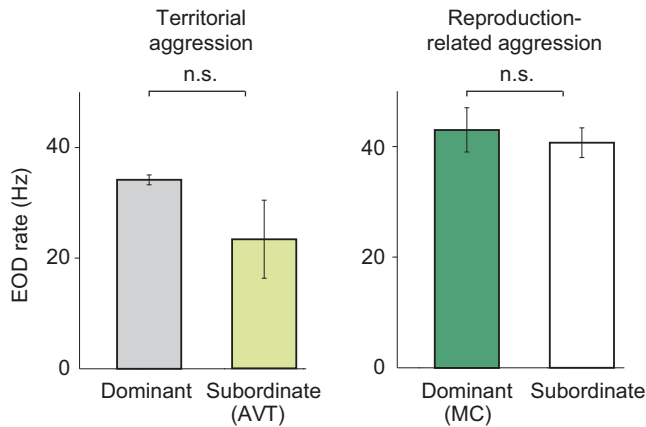 Territorial
aggression
n.s.
EOD rate (Hz)
40
20
0
Dominant Subordinate
(AVT)
Reproduction-
related aggression
n.s.
40
20
0
Dominant Subordinate
(MC)